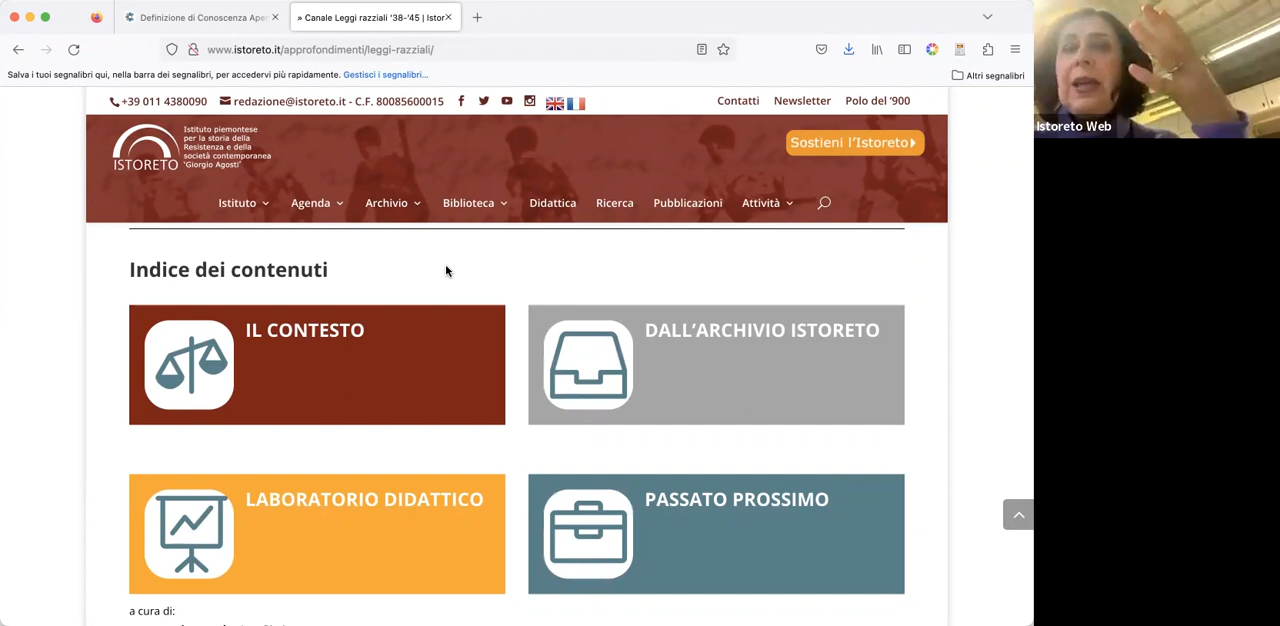 Definizione di Conoscenza Ape
» Canale Leggi razziali '38-'45 | Istor
www.istoreto.it/approfondimenti/leggi-razziali/
Salva i tuoi segnalibri qui, nella barra dei segnalibri, per accedervi più rapidamente. Gestisci i segnalibri...
Altri segnalibri
+39 011 4380090
redazione@istoreto.it - C.F. 80085600015
Contatti
Newsletter
Polo del '900
ISTORETO
Istituto piemontese
per la storia della
Resistenza e della
società contemporanea
'Giorgio Agosti'
Sostieni l'Istoreto
Istituto
Agenda
Archivio
Biblioteca
Didattica
Ricerca
Pubblicazioni
Attività
Indice dei contenuti
IL CONTESTO
DALL'ARCHIVIO ISTORETO
LABORATORIO DIDATTICO
PASSATO PROSSIMO
a cura di:
Istoreto Web